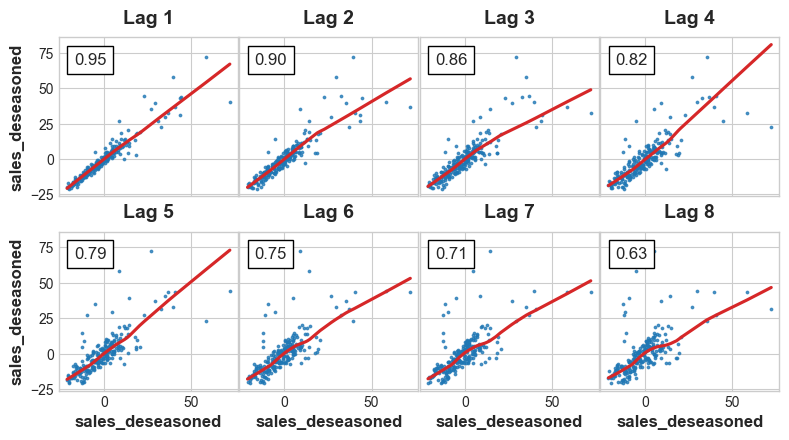 Lag 1 Lag 2 Lag 3 Lag 4
0.95 0.90 0.86 0.82
75
50
25
0
−25
sales_deseasoned
Lag 5 Lag 6 Lag 7 Lag 8
0.79 0.75 0.71 0.63
75
50
25
0
−25
sales_deseasoned
0 50 0 50 0 50 0 50
sales_deseasoned sales_deseasoned sales_deseasoned sales_deseasoned